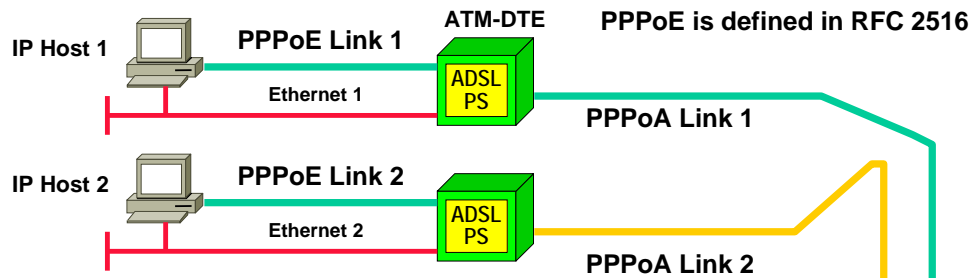 ATM-DTE
PPPoE is defined in RFC 2516
IP Host 1
PPPoE Link 1
Ethernet 1
ADSL
PS
PPPoA Link 1
IP Host 2
PPPoE Link 2
Ethernet 2
ADSL
PS
PPPoA Link 2